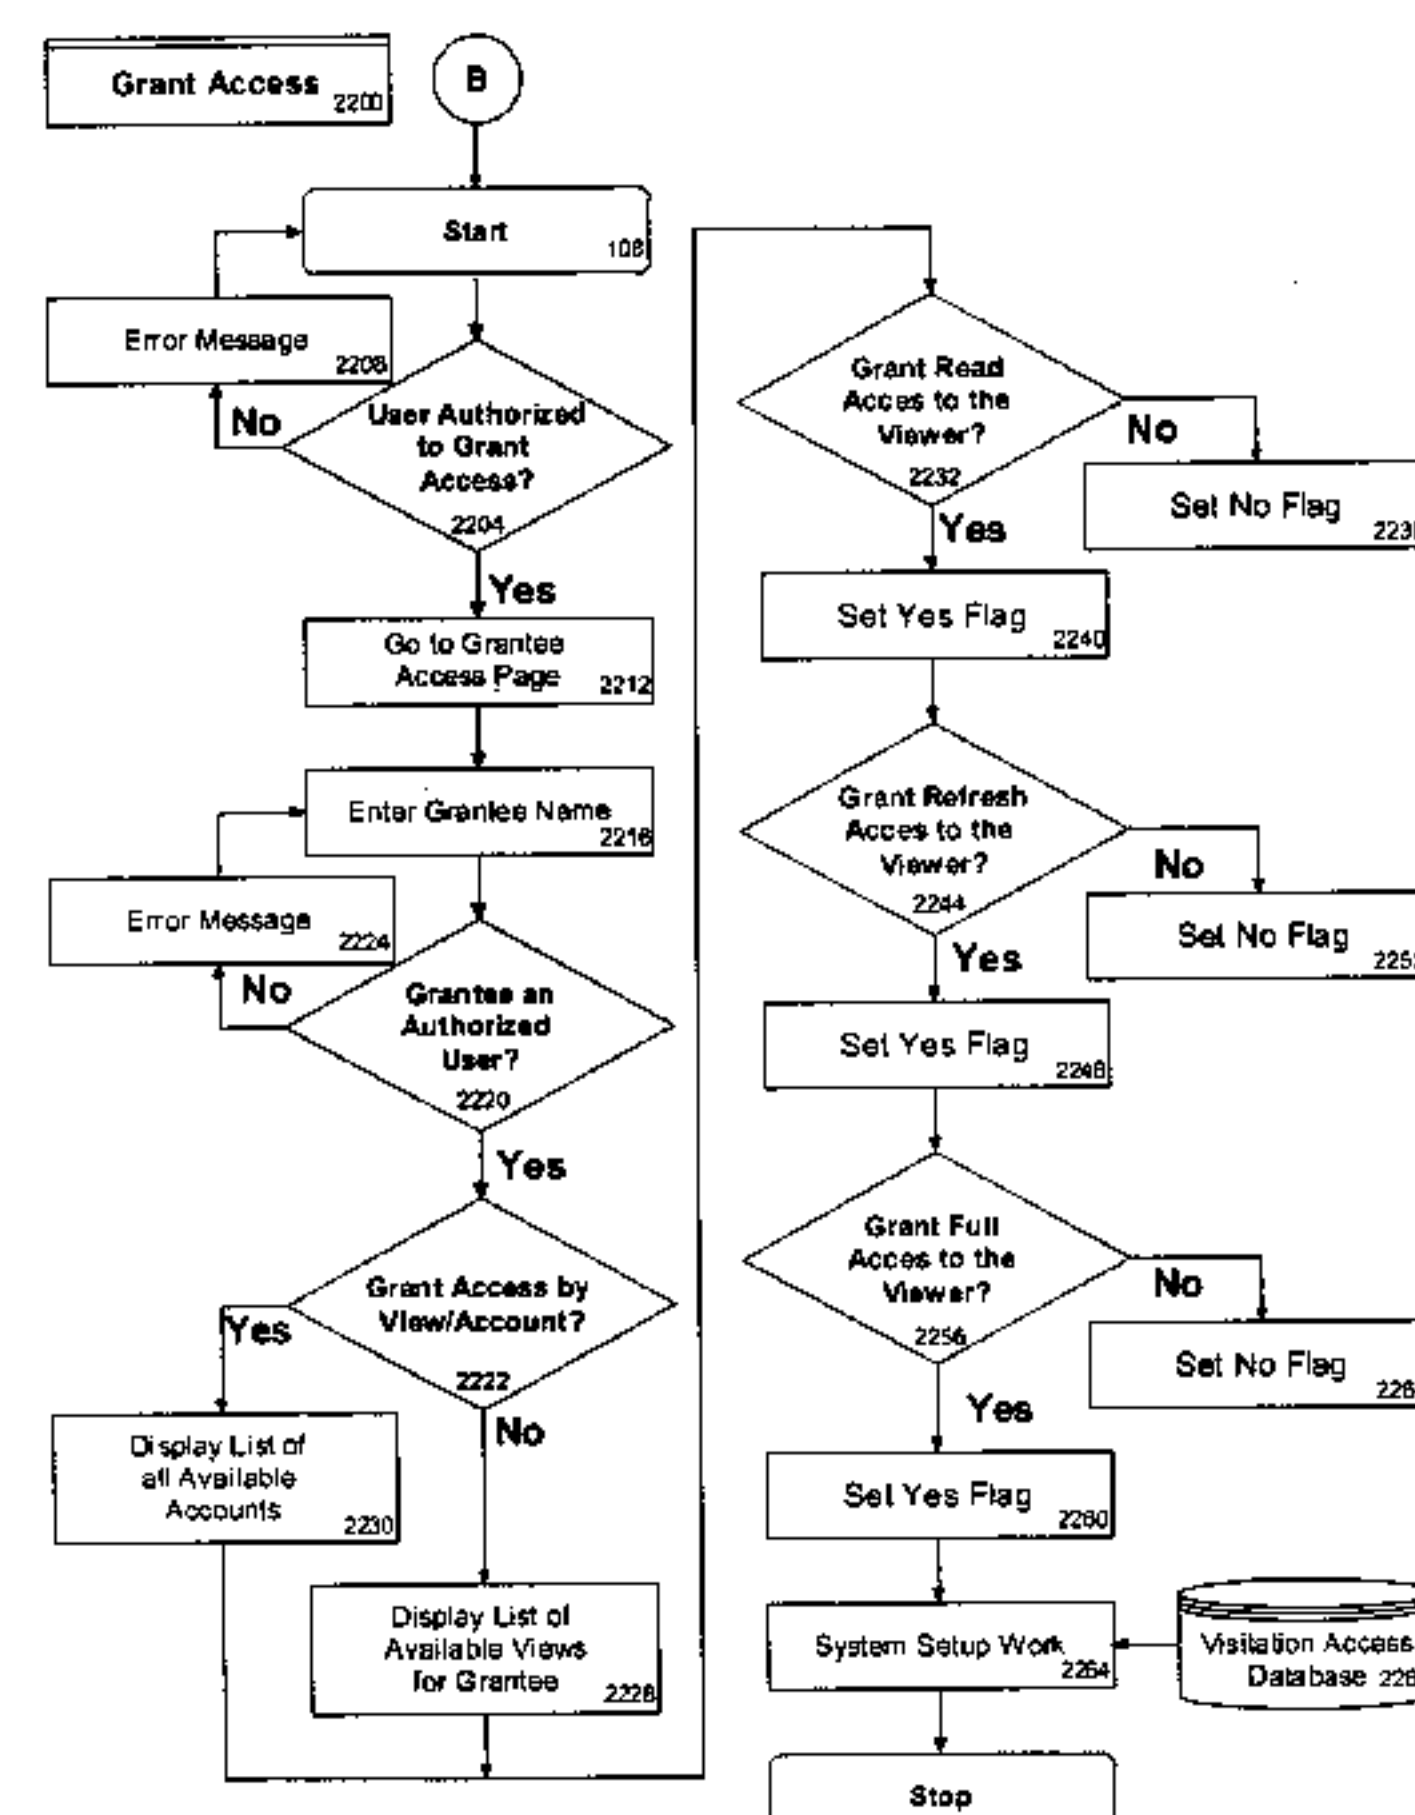 Grant Access
2200
B
Start
108
Error Message
2208
No
User Authorized
to Grant
Access?
2204
Yes
Go to Grantee
Access Page
2212
Enter Grantee Name
2216
Error Message
2224
No
Grantee an
Authorized
User?
2220
Yes
Grant Access by
View/Account?
2222
Yes
No
Display List of
all Available
Accounts
2230
Display List of
Available Views
for Grantee
2228
Grant Read
Acces to the
Viewer?
2232
No
Set No Flag
Yes
Set Yes Flag
2240
Grant Refresh
Acces to the
Viewer?
2244
No
Set No Flag
Yes
Set Yes Flag
2248
Grant Full
Acces to the
Viewer?
2256
No
Set No Flag
Yes
Set Yes Flag
2260
System Setup Work
2264
Visitation Access
Database
Stop